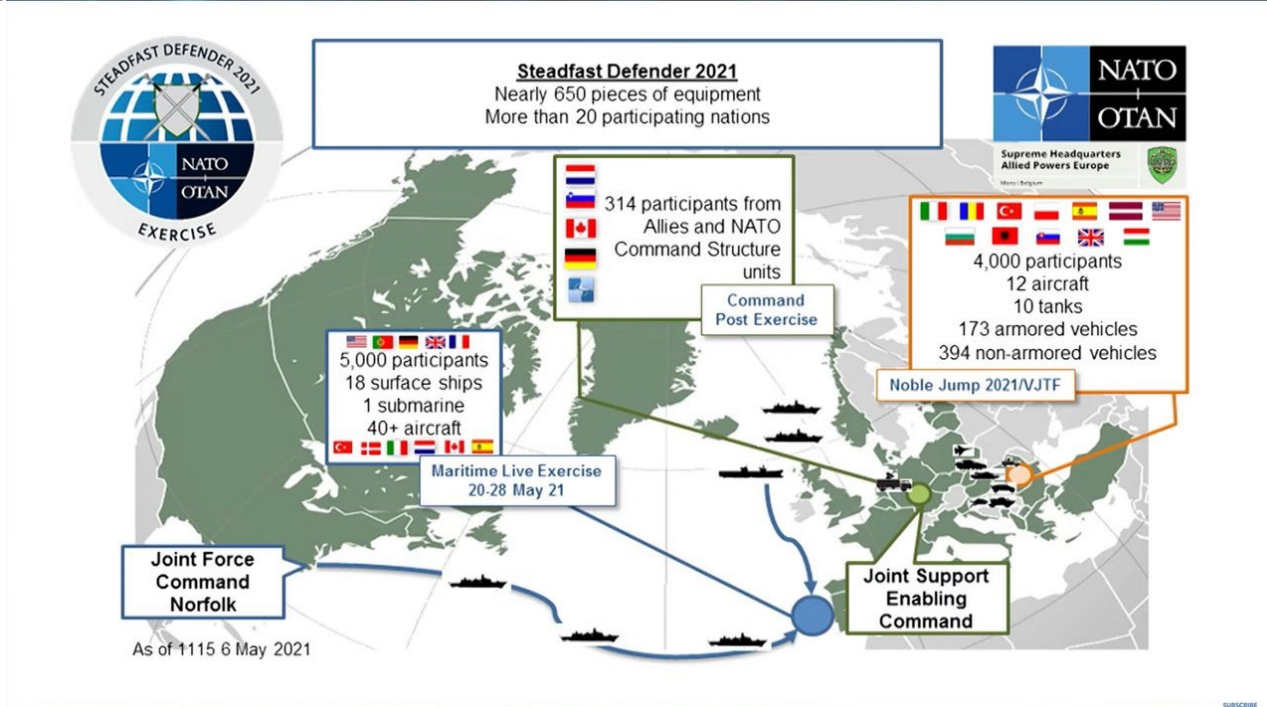 STEADFAST DEFENDER 2021
NATO
OTAN
EXERCISE
Steadfast Defender 2021
Nearly 650 pieces of equipment
More than 20 participating nations
NATO
OTAN
Supreme Headquarters
Allied Powers Europe
Mons | Belgium
314 participants from
Allies and NATO
Command Structure
units
Command
Post Exercise
4,000 participants
12 aircraft
10 tanks
173 armored vehicles
394 non-armored vehicles
Noble Jump 2021/VJTF
5,000 participants
18 surface ships
1 submarine
40+ aircraft
Maritime Live Exercise
20-28 May 21
Joint Force
Command
Norfolk
Joint Support
Enabling
Command
As of 1115 6 May 2021
SUBSCRIBE